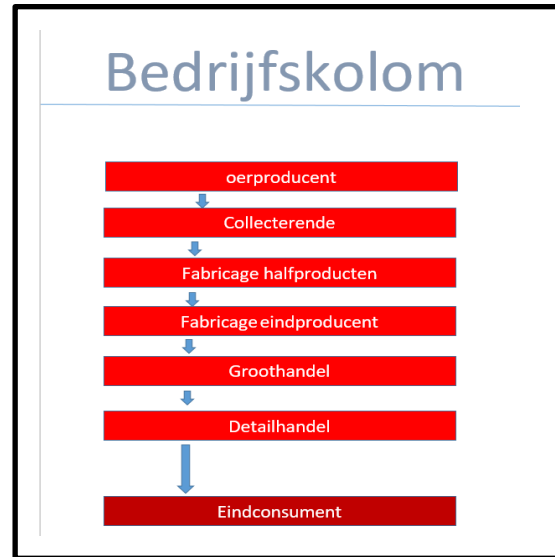 Bedrijfskolom
oerproducent
Collecterende
Fabricage halfproducten
Fabricage eindproducent
Groothandel
Detailhandel
Eindconsument